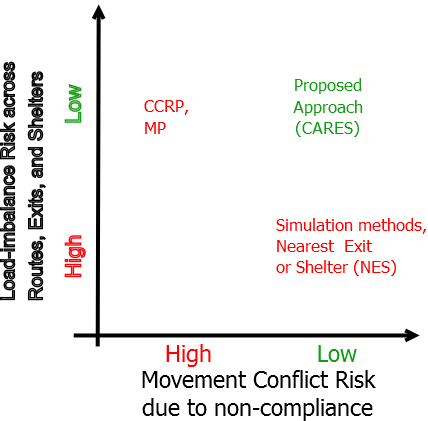 Load-imbalance Risk across
Routes, Exits, and Shelters
Low
High
CCRP,
MP
Proposed
Approach
(CARES)
Simulation methods,
Nearest Exit
or Shelter (NES)
High
Low
Movement Conflict Risk
due to non-compliance